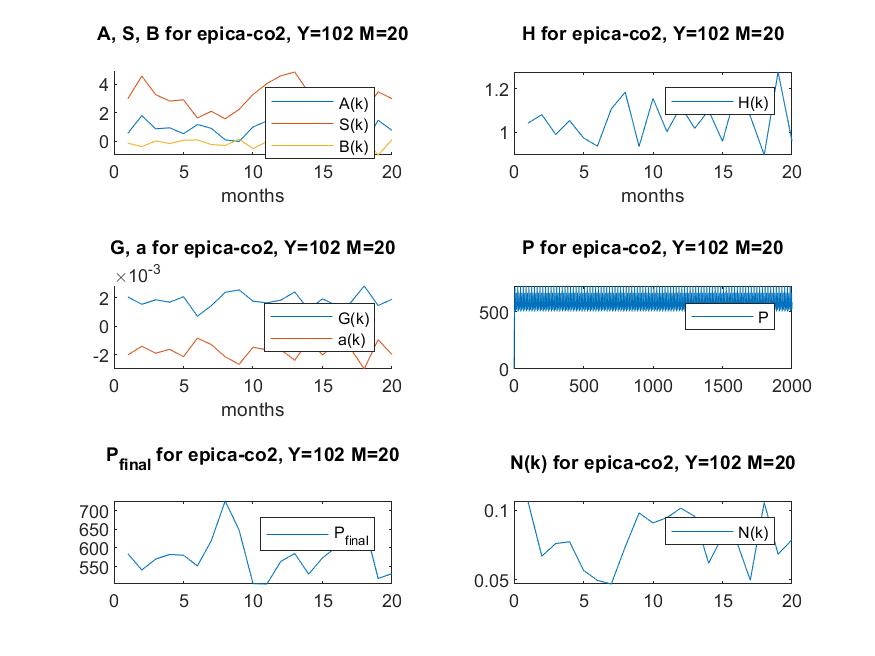 A, S, B for epica-co2, Y=102 M=20
4
2
0
A(k)
S(k)
B(k)
0 5 10 15 20
months
H for epica-co2, Y=102 M=20
1.2
1
H(k)
0 5 10 15 20
months
G, a for epica-co2, Y=102 M=20
×10-3
2
0
-2
G(k)
a(k)
0 5 10 15 20
months
P for epica-co2, Y=102 M=20
500
0
P
0 500 1000 1500 2000
Pfinal for epica-co2, Y=102 M=20
700
650
600
550
Pfinal
0 5 10 15 20
N(k) for epica-co2, Y=102 M=20
0.1
0.05
N(k)
0 5 10 15 20